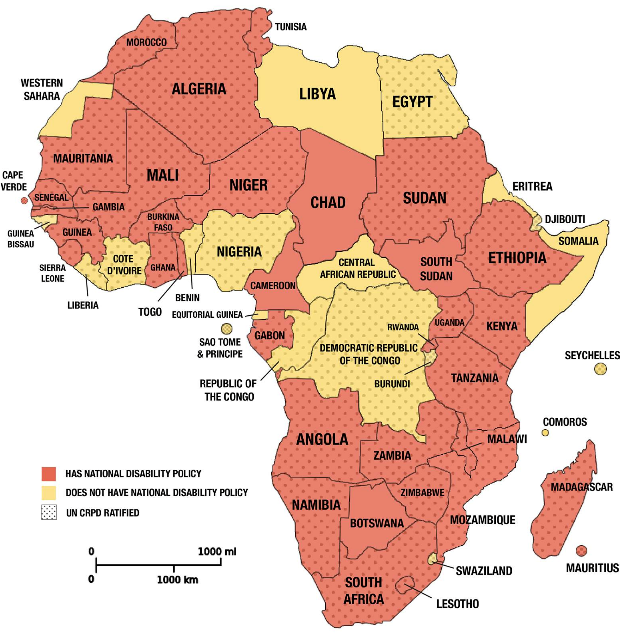 TUNISIA
MOROCCO
ALGERIA
LIBYA
EGYPT
WESTERN
SAHARA
MAURITANIA
MALI
NIGER
CHAD
SUDAN
ERITREA
CAPE
VERDE
SENEGAL
GAMBIA
GUINEA
BISSAU
GUINEA
BURKINA
FASO
DJIBOUTI
SOMALIA
SIERRA
LEONE
LIBERIA
COTE
D'IVOIRE
GHANA
TOGO
BENIN
NIGERIA
CAMEROON
CENTRAL
AFRICAN REPUBLIC
SOUTH
SUDAN
ETHIOPIA
EQUITORIAL GUINEA
SAO TOME
& PRINCIPE
GABON
REPUBLIC OF
THE CONGO
DEMOCRATIC REPUBLIC
OF THE CONGO
RWANDA
BURUNDI
UGANDA
KENYA
TANZANIA
SEYCHELLES
COMOROS
ANGOLA
ZAMBIA
MALAWI
MADAGASCAR
MAURITIUS
NAMIBIA
BOTSWANA
ZIMBABWE
MOZAMBIQUE
SWAZILAND
LESOTHO
SOUTH
AFRICA
HAS NATIONAL DISABILITY POLICY
DOES NOT HAVE NATIONAL DISABILITY POLICY
UN CRPD RATIFIED
0 1000 mi
0 1000 km